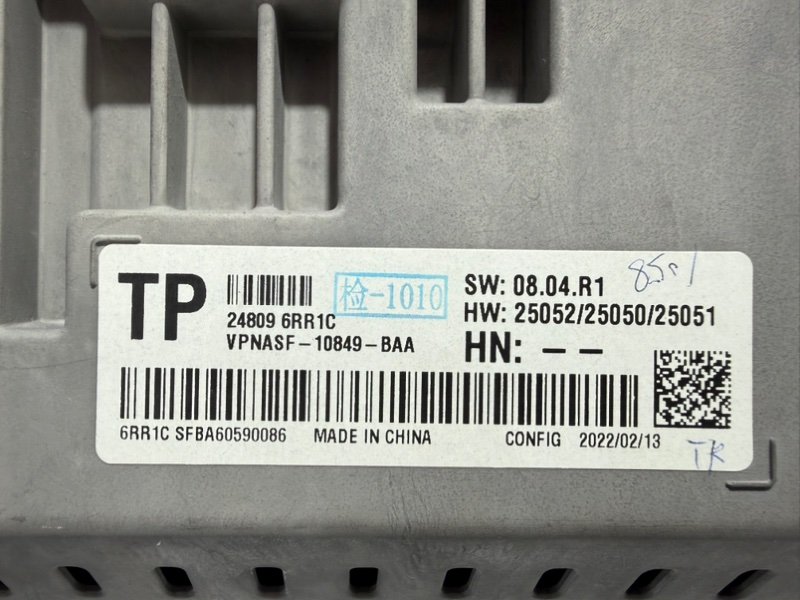 TP
24809 6RR1C
VPNASF-10849-BAA
检-1010
SW: 08.04.R1
HW: 25052/25050/25051
HN: – –
6RR1C SFBA60590086 MADE IN CHINA CONFIG 2022/02/13
TK